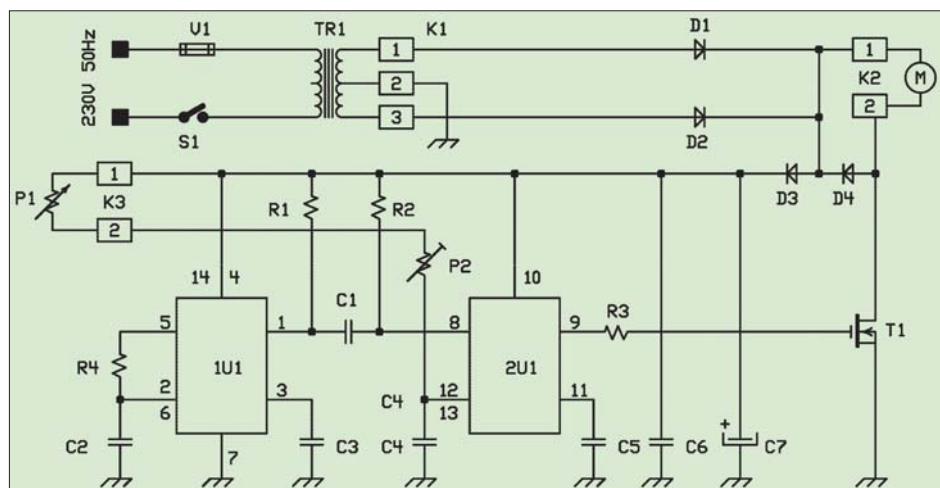 V1 TR1 K1 D1
230V 50Hz
1 1
2 K2 M
3 2
S1 D2
P1 1 D3 D4
K3 R1 R2
2
P2
14 4 10
C1
5 1 8 9 R3
R4 1U1 2U1 T1
2 3 C4 12 11
6 13
C2 C3 C4 C5 C6 + C7
7